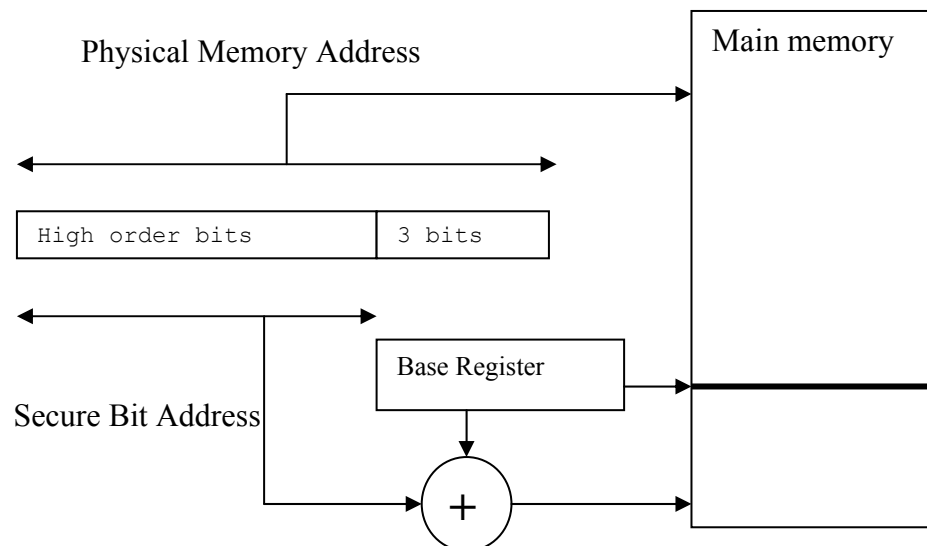 Main memory
Physical Memory Address
High order bits
3 bits
Base Register
Secure Bit Address
+